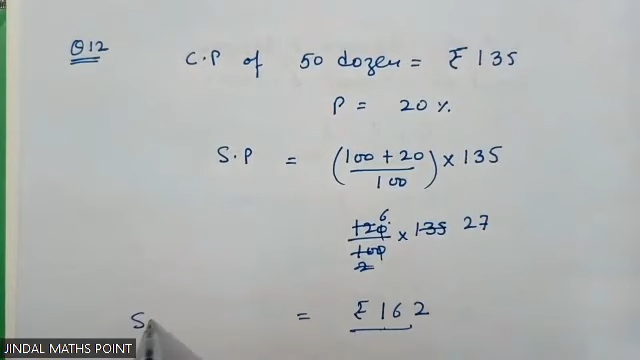 Q12
C.P of 50 dozen = ₹ 135
P = 20 %
S.P = (100 + 20 / 100) × 135
120 6 / 100 2 × 135 27
= ₹ 162
S
JINDAL MATHS POINT